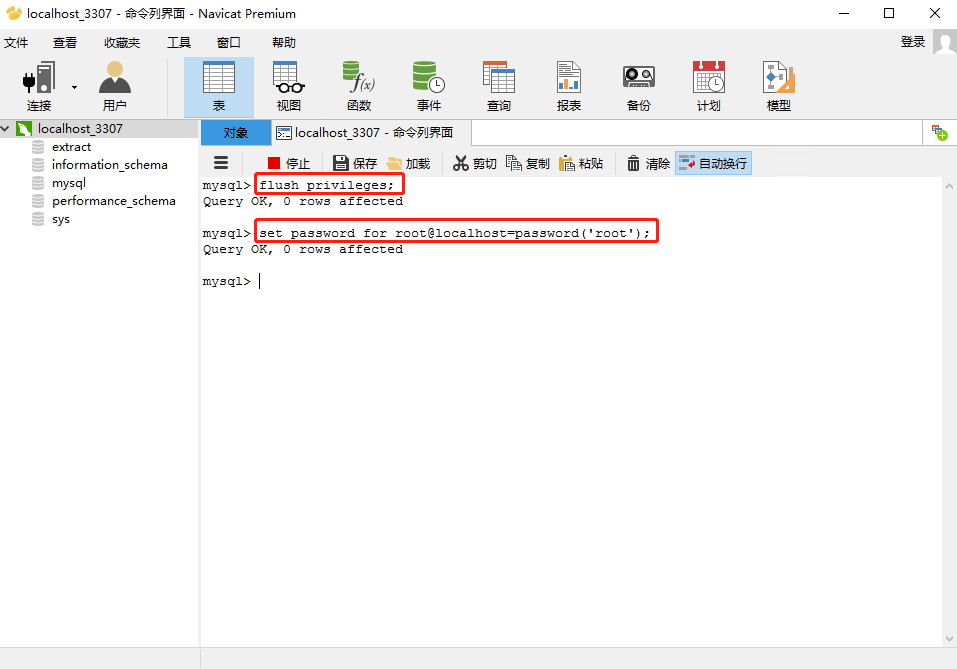 localhost_3307 - 命令列界面 - Navicat Premium
文件 查看 收藏夹 工具 窗口 帮助 登录
连接 用户 表 视图 函数 事件 查询 报表 备份 计划 模型
f(x)
localhost_3307
extract
information_schema
mysql
performance_schema
sys
对象 localhost_3307 - 命令列界面
停止 保存 加载 剪切 复制 粘贴 清除 自动换行
mysql> flush privileges;
Query OK, 0 rows affected
mysql> set password for root@localhost=password('root');
Query OK, 0 rows affected
mysql>